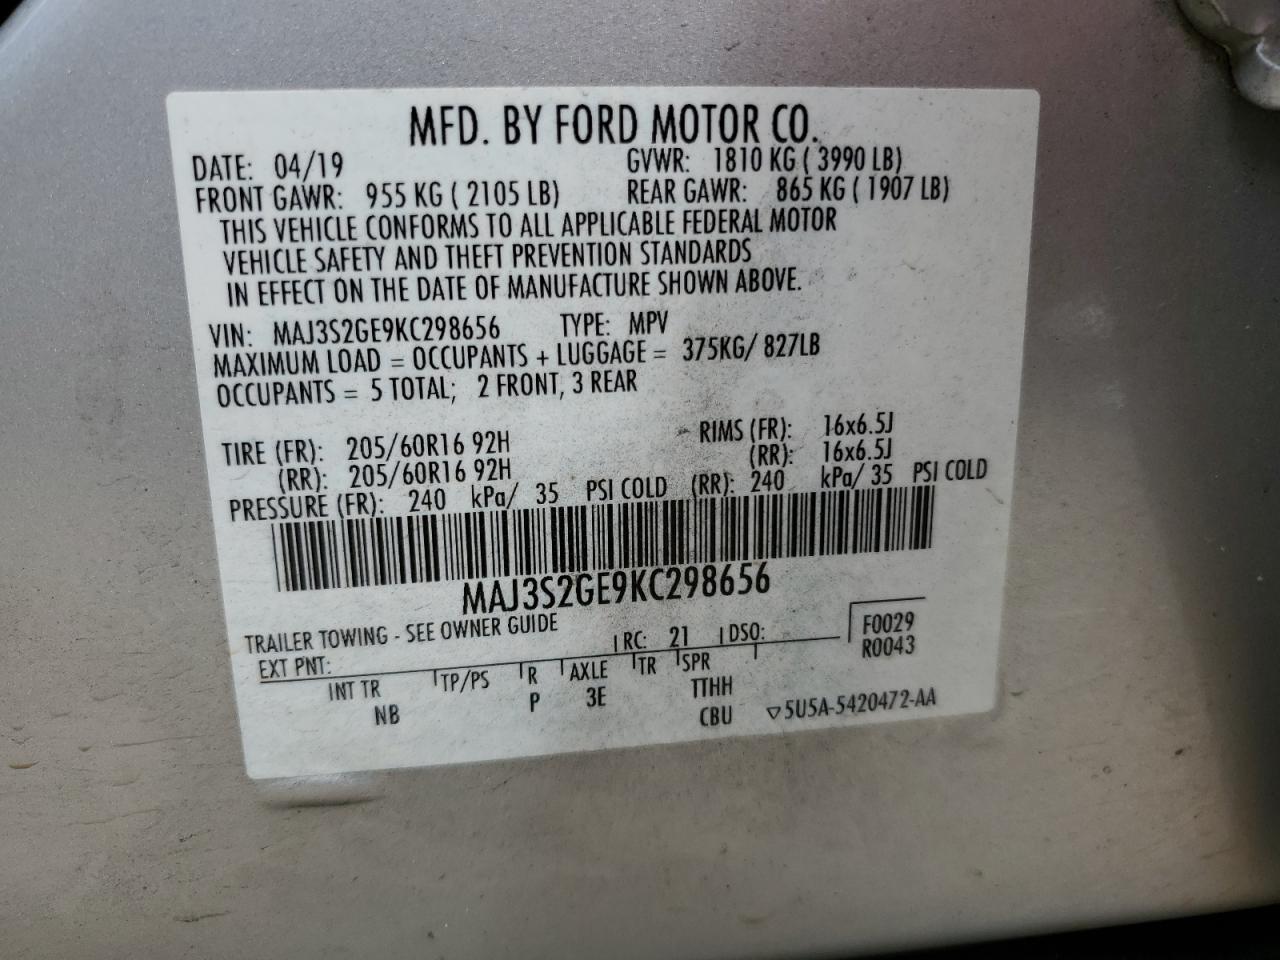 MFD. BY FORD MOTOR CO.
DATE: 04/19 GVWR: 1810 KG ( 3990 LB)
FRONT GAWR: 955 KG ( 2105 LB) REAR GAWR: 865 KG ( 1907 LB)
THIS VEHICLE CONFORMS TO ALL APPLICABLE FEDERAL MOTOR
VEHICLE SAFETY AND THEFT PREVENTION STANDARDS
IN EFFECT ON THE DATE OF MANUFACTURE SHOWN ABOVE.
VIN: MAJ3S2GE9KC298656 TYPE: MPV
MAXIMUM LOAD = OCCUPANTS + LUGGAGE = 375KG/ 827LB
OCCUPANTS = 5 TOTAL; 2 FRONT, 3 REAR
TIRE (FR): 205/60R16 92H RIMS (FR): 16x6.5J
(RR): 205/60R16 92H (RR): 16x6.5J
PRESSURE (FR): 240 kPa/ 35 PSI COLD (RR): 240 kPa/ 35 PSI COLD
MAJ3S2GE9KC298656
TRAILER TOWING - SEE OWNER GUIDE
EXT PNT: RC: 21 DSO: F0029
R0043
INT TR TP/PS R AXLE TR SPR
NB P 3E TTHH
CBU ▽5U5A-5420472-AA